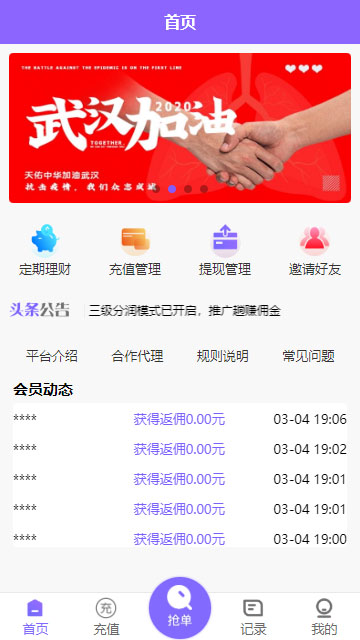 首页
THE BATTLE AGAINST THE EPIDEMIC IS ON THE FIRST LINE
武汉加油
2020
TOGETHER.
天佑中华加油武汉
抗击疫情，我们众志成城
定期理财 充值管理 提现管理 邀请好友
头条公告 三级分润模式已开启，推广趟赚佣金
平台介绍 合作代理 规则说明 常见问题
会员动态
**** 获得返佣0.00元 03-04 19:06
**** 获得返佣0.00元 03-04 19:02
**** 获得返佣0.00元 03-04 19:01
**** 获得返佣0.00元 03-04 19:01
**** 获得返佣0.00元 03-04 19:00
充
首页 充值 抢单 记录 我的